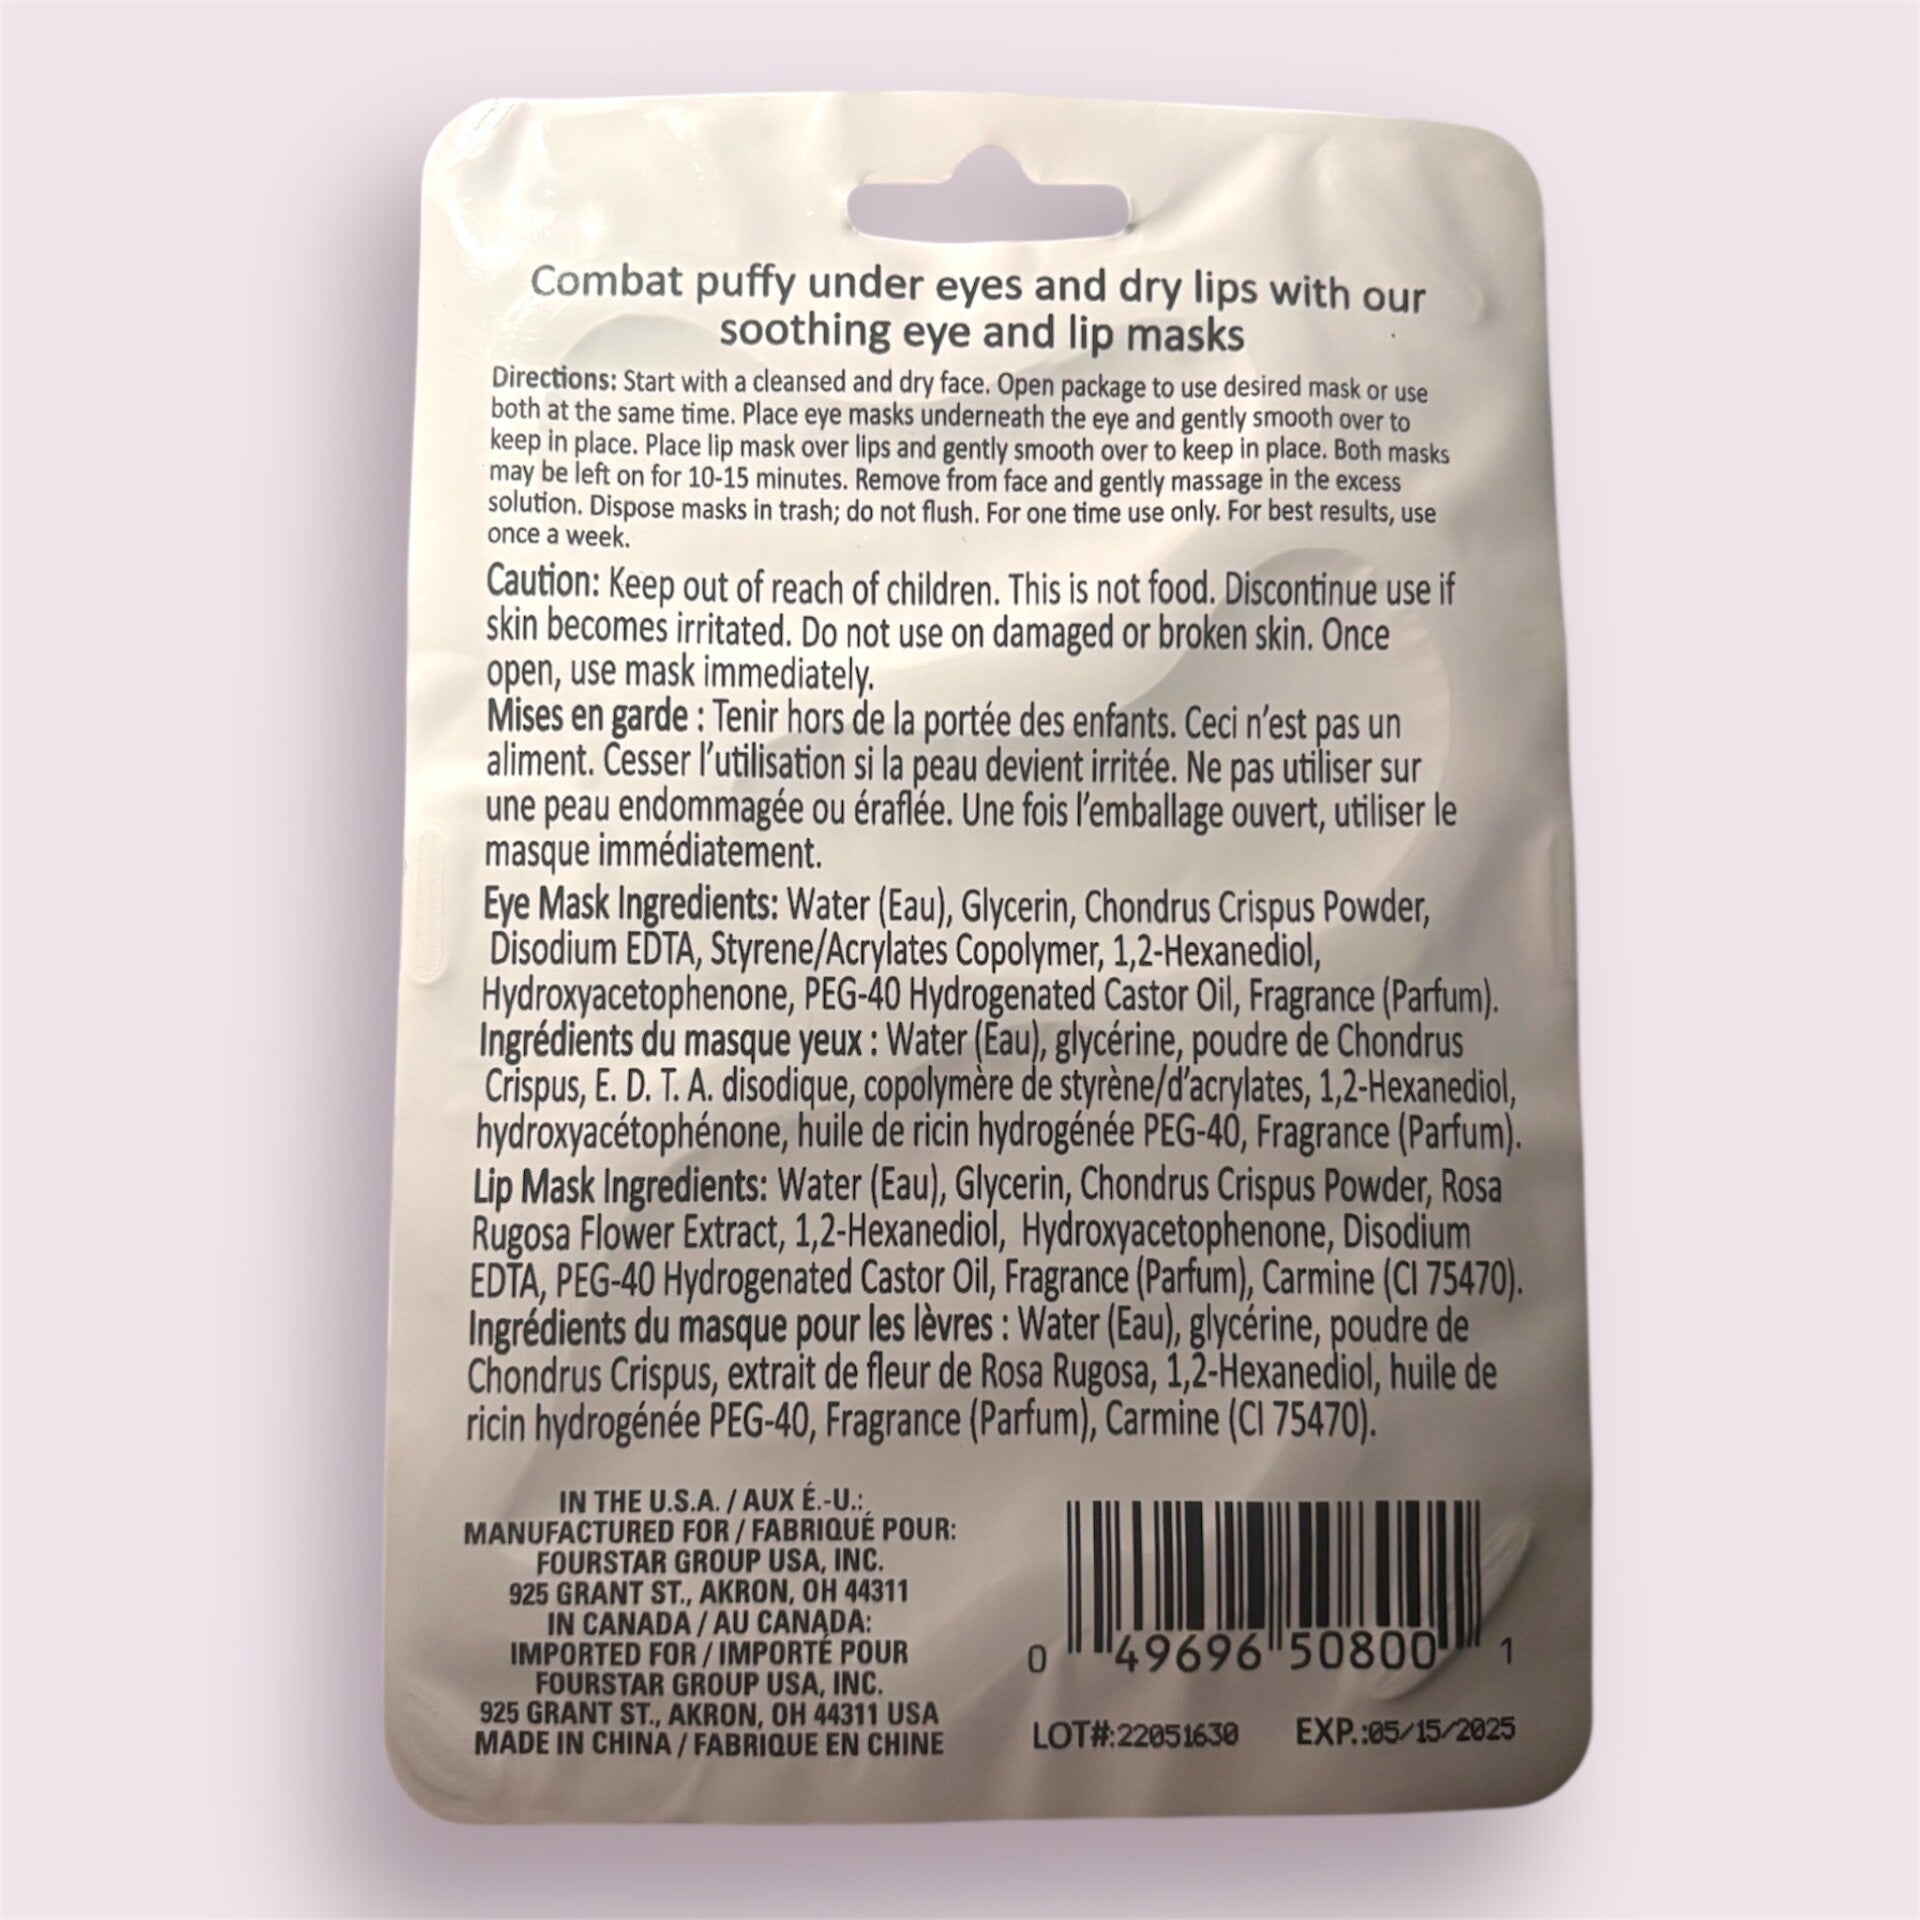 Combat puffy under eyes and dry lips with our
soothing eye and lip masks
Directions: Start with a cleansed and dry face. Open package to use desired mask or use
both at the same time. Place eye masks underneath the eye and gently smooth over to
keep in place. Place lip mask over lips and gently smooth over to keep in place. Both masks
may be left on for 10-15 minutes. Remove from face and gently massage in the excess
solution. Dispose masks in trash; do not flush. For one time use only. For best results, use
once a week.
Caution: Keep out of reach of children. This is not food. Discontinue use if
skin becomes irritated. Do not use on damaged or broken skin. Once
open, use mask immediately.
Mises en garde : Tenir hors de la portée des enfants. Ceci n'est pas un
aliment. Cesser l'utilisation si la peau devient irritée. Ne pas utiliser sur
une peau endommagée ou éraflée. Une fois l'emballage ouvert, utiliser le
masque immédiatement.
Eye Mask Ingredients: Water (Eau), Glycerin, Chondrus Crispus Powder,
Disodium EDTA, Styrene/Acrylates Copolymer, 1,2-Hexanediol,
Hydroxyacetophenone, PEG-40 Hydrogenated Castor Oil, Fragrance (Parfum).
Ingrédients du masque yeux : Water (Eau), glycérine, poudre de Chondrus
Crispus, E. D. T. A. disodique, copolymère de styrène/d'acrylates, 1,2-Hexanediol,
hydroxyacétophénone, huile de ricin hydrogénée PEG-40, Fragrance (Parfum).
Lip Mask Ingredients: Water (Eau), Glycerin, Chondrus Crispus Powder, Rosa
Rugosa Flower Extract, 1,2-Hexanediol, Hydroxyacetophenone, Disodium
EDTA, PEG-40 Hydrogenated Castor Oil, Fragrance (Parfum), Carmine (CI 75470).
Ingrédients du masque pour les lèvres : Water (Eau), glycérine, poudre de
Chondrus Crispus, extrait de fleur de Rosa Rugosa, 1,2-Hexanediol, huile de
ricin hydrogénée PEG-40, Fragrance (Parfum), Carmine (CI 75470).
IN THE U.S.A. / AUX É.-U.:
MANUFACTURED FOR / FABRIQUÉ POUR:
FOURSTAR GROUP USA, INC.
925 GRANT ST., AKRON, OH 44311
IN CANADA / AU CANADA:
IMPORTED FOR / IMPORTÉ POUR
FOURSTAR GROUP USA, INC.
925 GRANT ST., AKRON, OH 44311 USA
MADE IN CHINA / FABRIQUE EN CHINE
0 49696 50800 1
LOT#:22051630 EXP.:05/15/2025